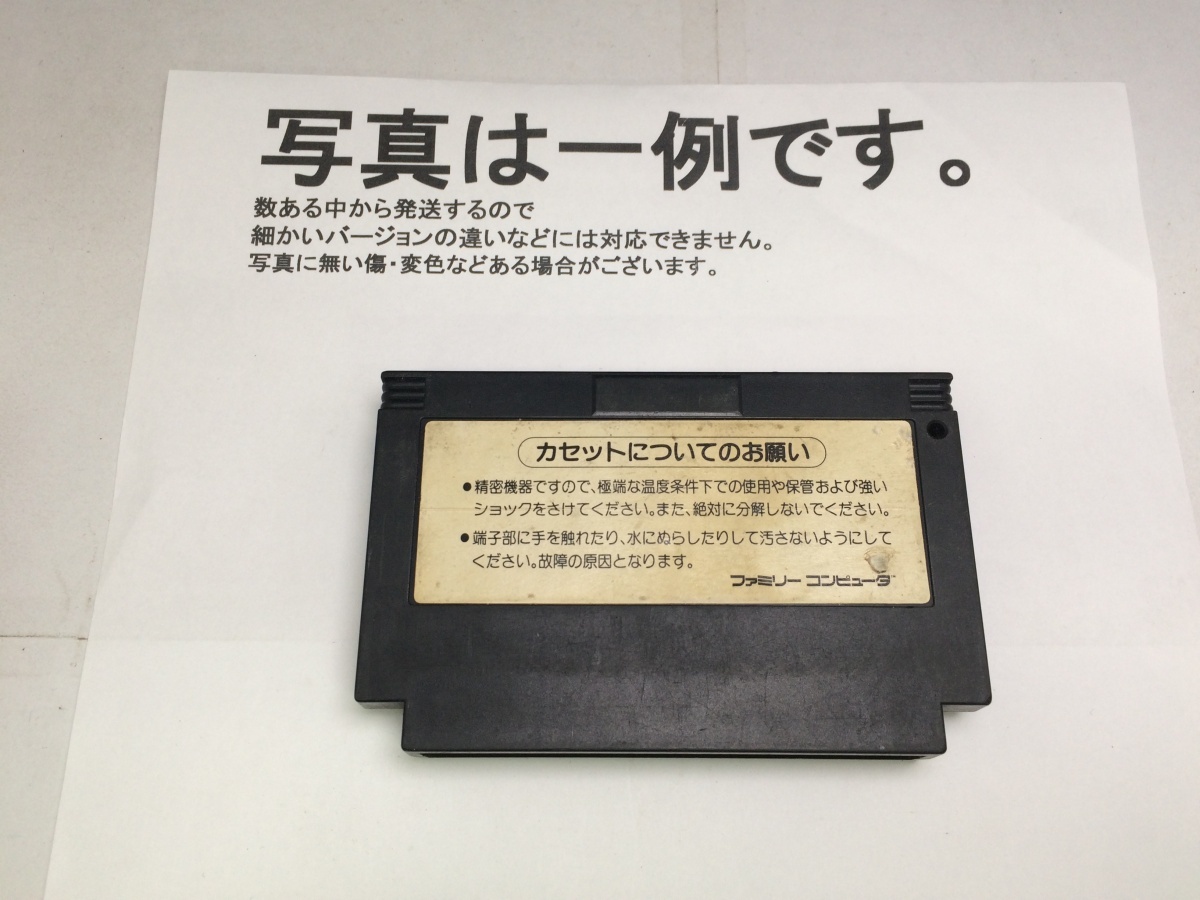 写真は一例です。
数ある中から発送するので
細かいバージョンの違いなどには対応できません。
写真に無い傷・変色などある場合がございます。
カセットについてのお願い
●精密機器ですので、極端な温度条件下での使用や保管および強い
ショックをさけてください。また、絶対に分解しないでください。
●端子部に手を触れたり、水にぬらしたりして汚さないようにして
ください。故障の原因となります。
ファミリー コンピュータ™